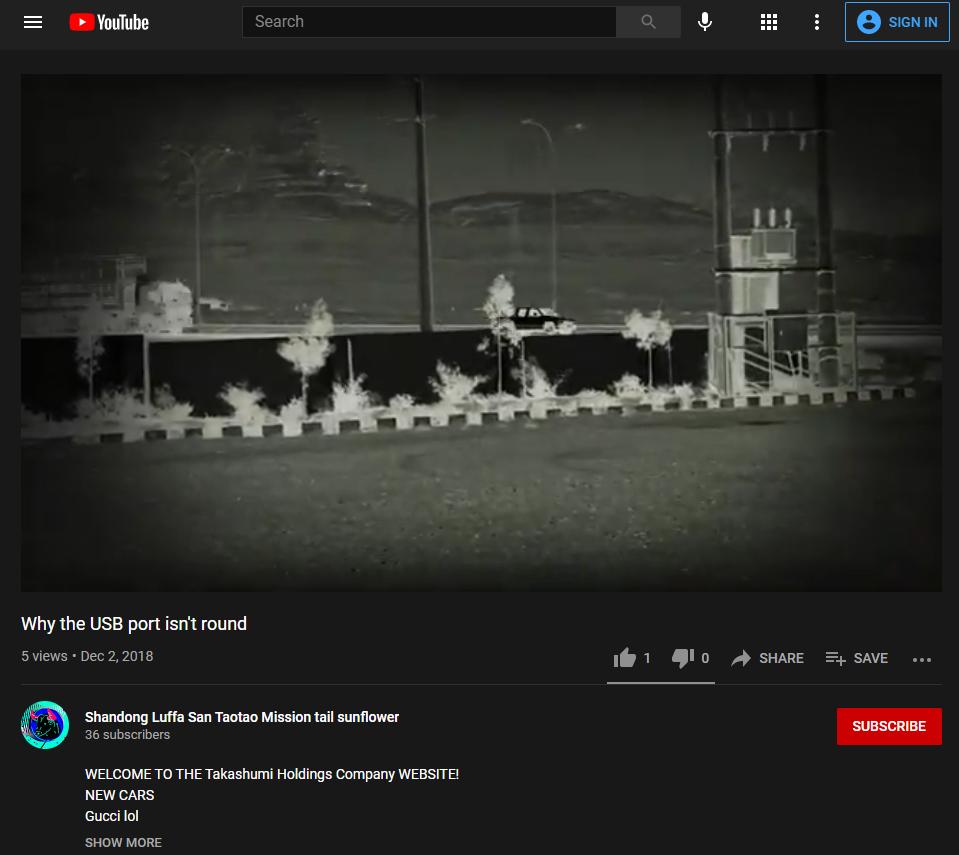 YouTube
Search
SIGN IN
Why the USB port isn't round
5 views • Dec 2, 2018
1
0
SHARE
SAVE
Shandong Luffa San Taotao Mission tail sunflower
36 subscribers
SUBSCRIBE
WELCOME TO THE Takashumi Holdings Company WEBSITE!
NEW CARS
Gucci lol
SHOW MORE